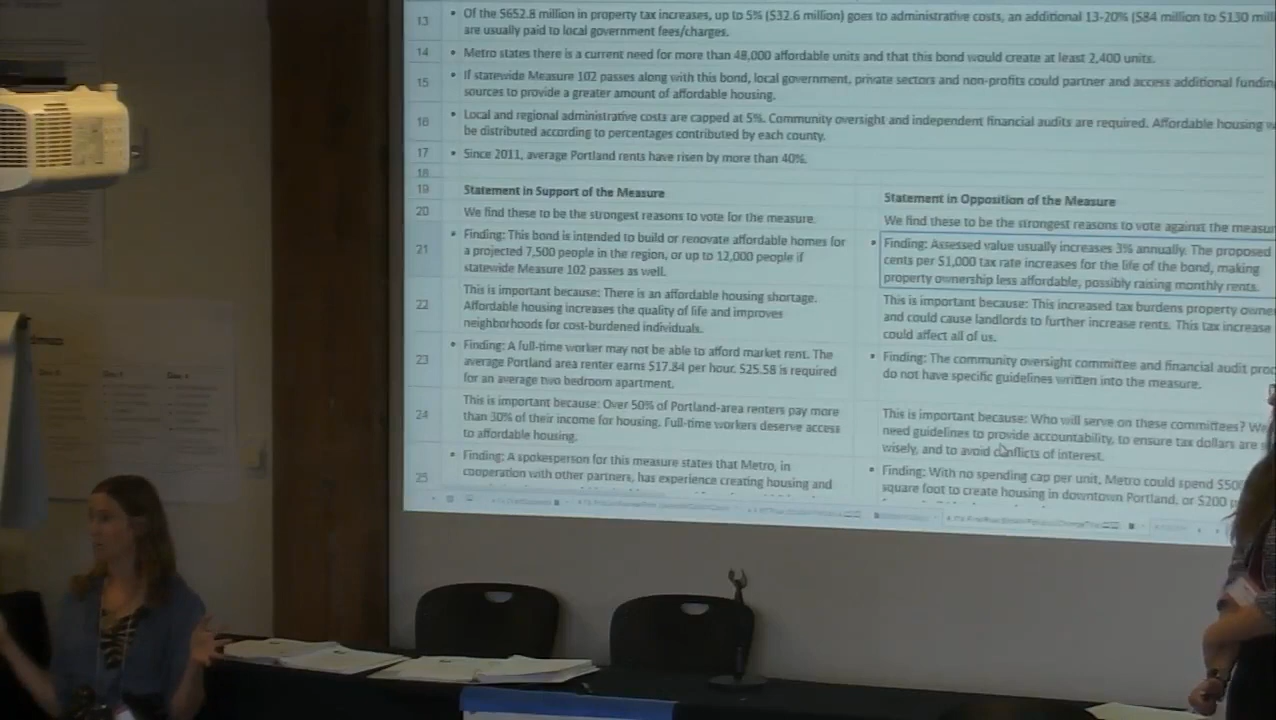 13 • Of the $652.8 million in property tax increases, up to 5% ($32.6 million) goes to administrative costs, an additional 13-20% ($84 million to $130
are usually paid to local government fees/charges.
14 • Metro states there is a current need for more than 48,000 affordable units and that this bond would create at least 2,400 units.
15 • If statewide Measure 102 passes along with this bond, local government, private sectors and non-profits could partner and access additional
sources to provide a greater amount of affordable housing.
16 • Local and regional administrative costs are capped at 5%. Community oversight and independent financial audits are required. Affordable housing
be distributed according to percentages contributed by each county.
17 • Since 2011, average Portland rents have risen by more than 40%.
18
19 Statement in Support of the Measure
20 We find these to be the strongest reasons to vote for the measure.
21 • Finding: This bond is intended to build or renovate affordable homes for
a projected 7,500 people in the region, or up to 12,000 people if
statewide Measure 102 passes as well.
22 This is important because: There is an affordable housing shortage.
Affordable housing increases the quality of life and improves
neighborhoods for cost-burdened individuals.
23 • Finding: A full-time worker may not be able to afford market rent. The
average Portland area renter earns $17.84 per hour. $25.58 is required
for an average two bedroom apartment.
24 This is important because: Over 50% of Portland-area renters pay more
than 30% of their income for housing. Full-time workers deserve access
to affordable housing.
25 • Finding: A spokesperson for this measure states that Metro, in
cooperation with other partners, has experience creating housing and
Statement in Opposition of the Measure
We find these to be the strongest reasons to vote against the
• Finding: Assessed value usually increases 3% annually. The proposed
cents per $1,000 tax rate increases for the life of the bond, making
property ownership less affordable, possibly raising monthly rents.
This is important because: This increased tax burdens property
and could cause landlords to further increase rents. This tax increase
could affect all of us.
• Finding: The community oversight committee and financial audit
do not have specific guidelines written into the measure.
This is important because: Who will serve on these committees?
need guidelines to provide accountability, to ensure tax dollars are
wisely, and to avoid conflicts of interest.
• Finding: With no spending cap per unit, Metro could spend
square foot to create housing in downtown Portland, or $200